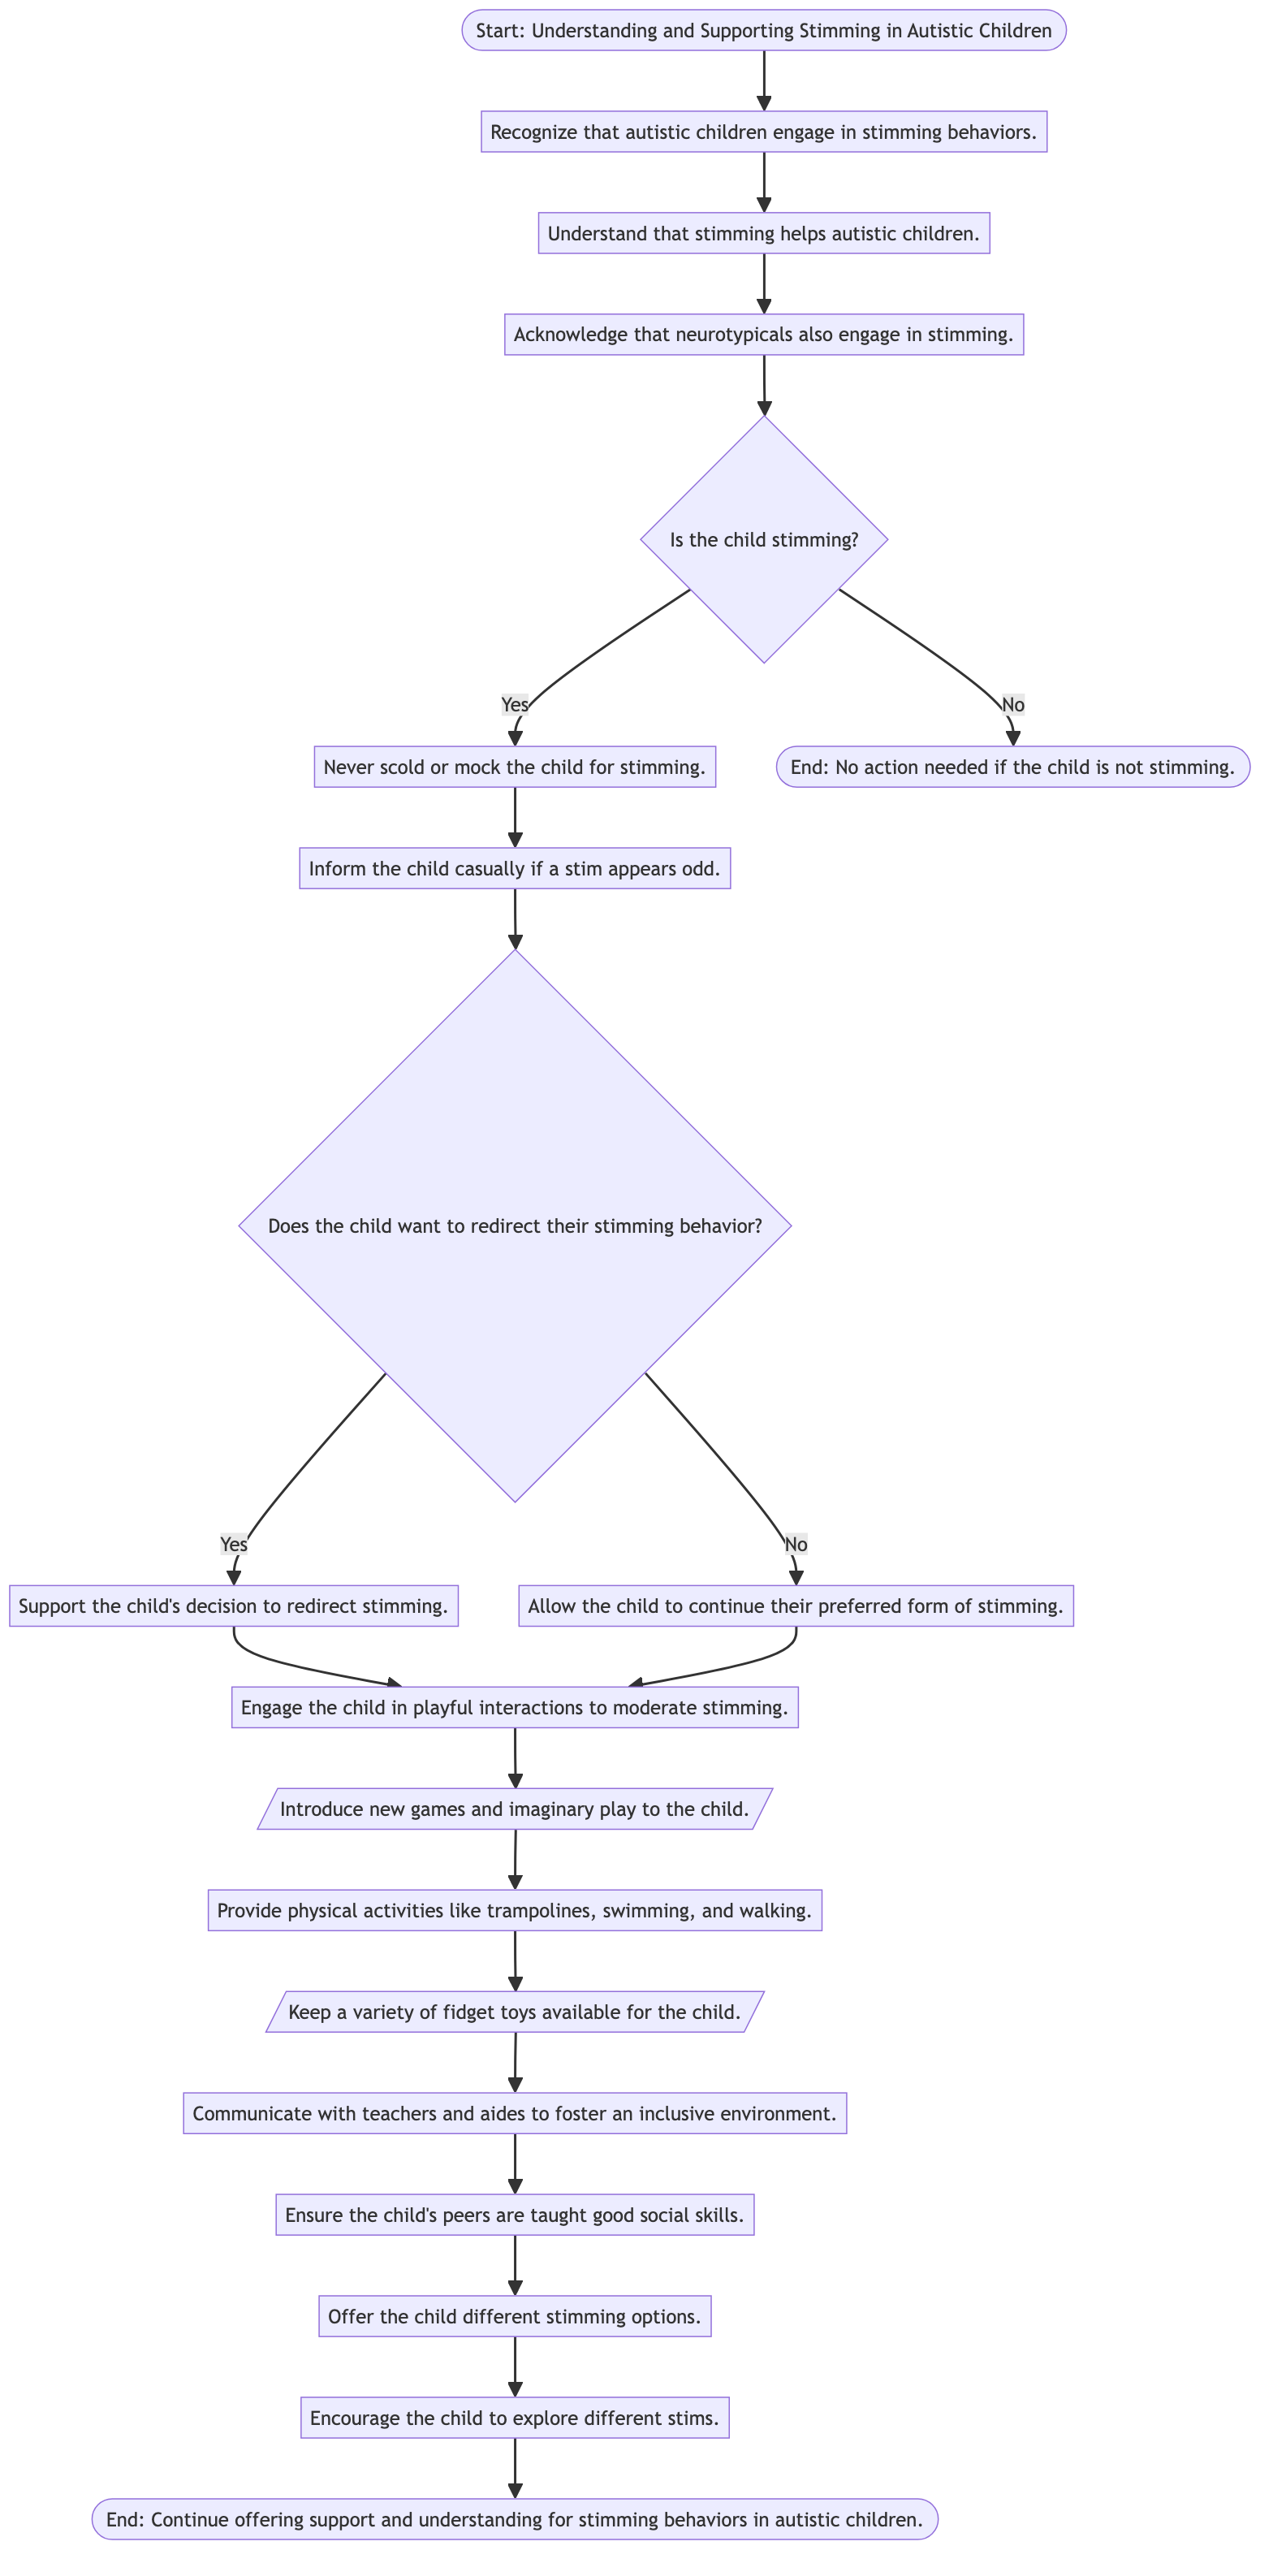 Start: Understanding and Supporting Stimming in Autistic Children
Recognize that autistic children engage in stimming behaviors.
Understand that stimming helps autistic children.
Acknowledge that neurotypicals also engage in stimming.
Is the child stimming?
Yes
No
Never scold or mock the child for stimming.
End: No action needed if the child is not stimming.
Inform the child casually if a stim appears odd.
Does the child want to redirect their stimming behavior?
Yes
No
Support the child's decision to redirect stimming.
Allow the child to continue their preferred form of stimming.
Engage the child in playful interactions to moderate stimming.
Introduce new games and imaginary play to the child.
Provide physical activities like trampolines, swimming, and walking.
Keep a variety of fidget toys available for the child.
Communicate with teachers and aides to foster an inclusive environment.
Ensure the child's peers are taught good social skills.
Offer the child different stimming options.
Encourage the child to explore different stims.
End: Continue offering support and understanding for stimming behaviors in autistic children.